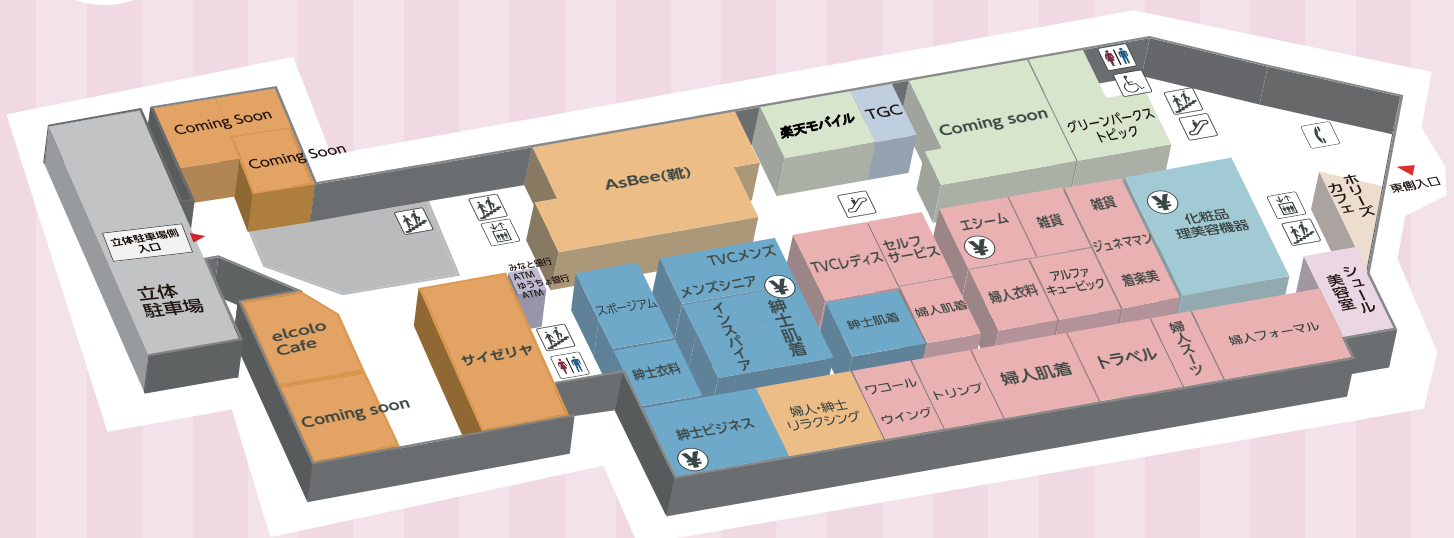 Coming Soon
Coming Soon
立体駐車場側
入口
立体
駐車場
elcolo
Cafe
Coming soon
サイゼリヤ
みなと銀行
ATM
ゆうちょ銀行
ATM
AsBee(靴)
楽天モバイル
TGC
Coming soon
グリーンパークス
トピック
スポージアム
紳士衣料
TVCメンズ
メンズシニア
¥
インスパイア
紳士肌着
紳士ビジネス
¥
婦人・紳士
リラクシング
TVCレディス
セルフ
サービス
紳士肌着
婦人肌着
エシーム
¥
雑貨
雑貨
ジュネママン
婦人衣料
アルファ
キュービック
着楽美
¥
化粧品
理美容機器
ワコール
ウイング
トリンプ
婦人肌着
トラベル
婦人スーツ
婦人フォーマル
ホリーズ
カフェ
シュール
美容室
東側入口